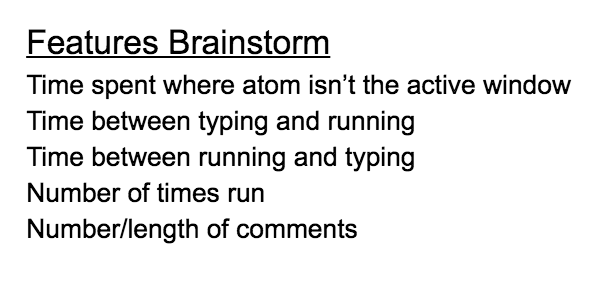 Features Brainstorm
Time spent where atom isn’t the active window
Time between typing and running
Time between running and typing
Number of times run
Number/length of comments